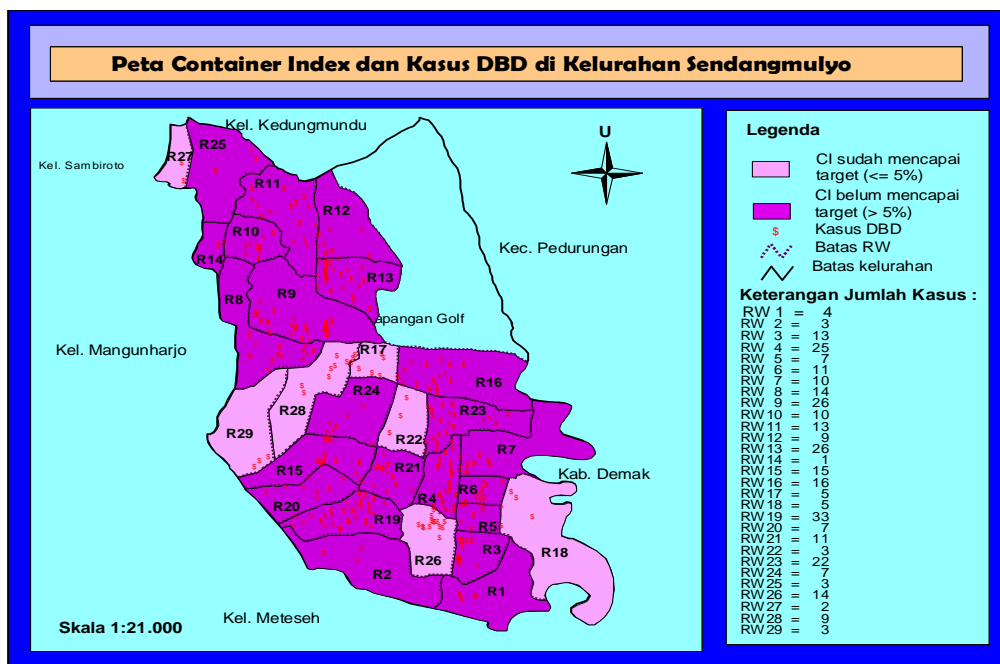 Peta Container Index dan Kasus DBD di Kelurahan Sendangmulyo
Kel. Kedungmundu
Kel. Sambiroto
R27
R25
R11
R12
U
R10
R14
Kec. Pedurungan
R13
R8
R9
apangan Golf
Kel. Mangunharjo
R17
R24
R16
R28
R23
R29
R22
R7
R15
R21
Kab. Demak
R6
R4
R20
R19
R5
R3
R18
R26
R2
R1
Kel. Meteseh
Skala 1:21.000
Legenda
CI sudah mencapai
target (<= 5%)
CI belum mencapai
target (> 5%)
Kasus DBD
Batas RW
Batas kelurahan
Keterangan Jumlah Kasus :
RW 1 = 4
RW 2 = 3
RW 3 = 13
RW 4 = 25
RW 5 = 7
RW 6 = 11
RW 7 = 10
RW 8 = 14
RW 9 = 26
RW 10 = 10
RW 11 = 13
RW 12 = 9
RW 13 = 26
RW 14 = 1
RW 15 = 15
RW 16 = 16
RW 17 = 5
RW 18 = 5
RW 19 = 33
RW 20 = 7
RW 21 = 11
RW 22 = 3
RW 23 = 22
RW 24 = 7
RW 25 = 3
RW 26 = 14
RW 27 = 2
RW 28 = 9
RW 29 = 3